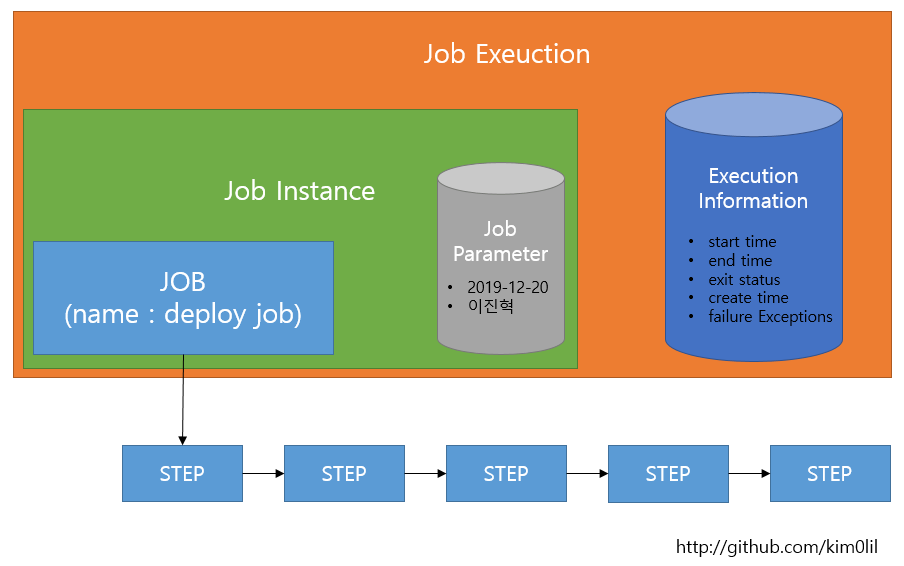 Job Exeuction
Job Instance
JOB
(name : deploy job)
Job
Parameter
• 2019-12-20
• 이진혁
Execution
Information
• start time
• end time
• exit status
• create time
• failure Exceptions
STEP
STEP
STEP
STEP
STEP
http://github.com/kim0lil